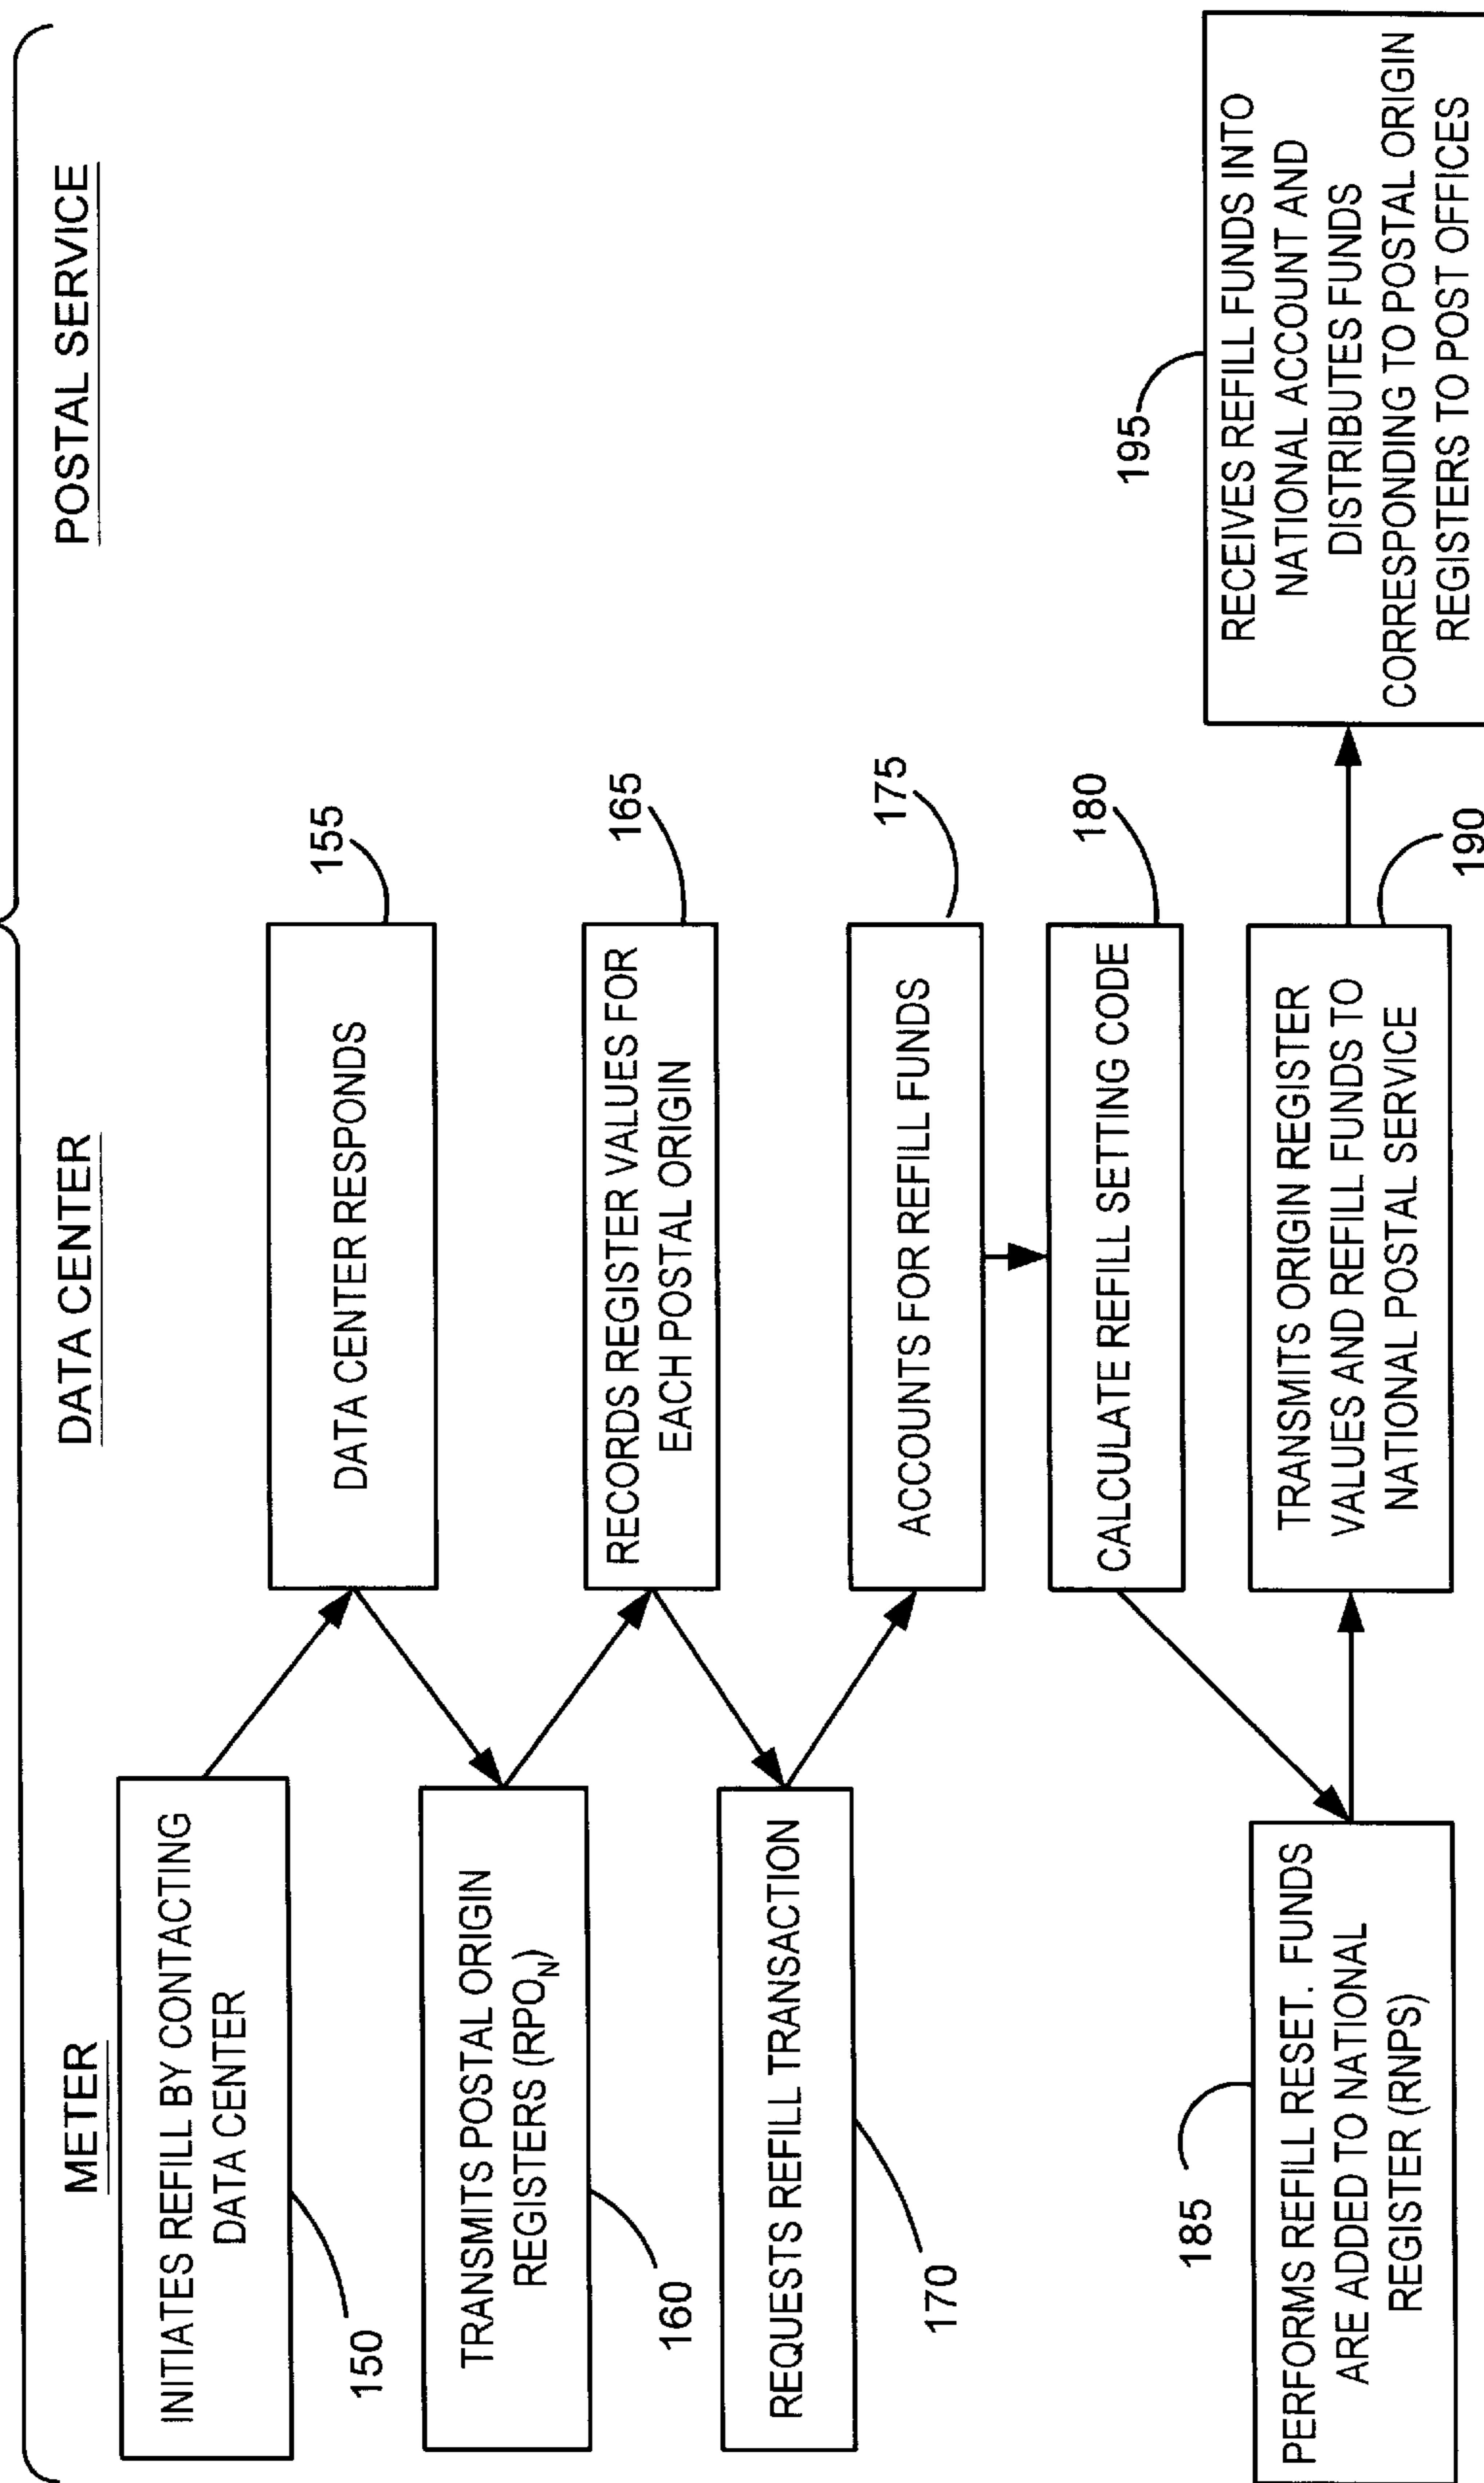 METER
DATA CENTER
POSTAL SERVICE
INITIATES REFILL BY CONTACTING
DATA CENTER
150
DATA CENTER RESPONDS
155
TRANSMITS POSTAL ORIGIN
REGISTERS (RPON)
160
RECORDS REGISTER VALUES FOR
EACH POSTAL ORIGIN
165
REQUESTS REFILL TRANSACTION
170
ACCOUNTS FOR REFILL FUNDS
175
CALCULATE REFILL SETTING CODE
180
185
PERFORMS REFILL RESET. FUNDS
ARE ADDED TO NATIONAL
REGISTER (RNPS)
TRANSMITS ORIGIN REGISTER
VALUES AND REFILL FUNDS TO
NATIONAL POSTAL SERVICE
190
195
RECEIVES REFILL FUNDS INTO
NATIONAL ACCOUNT AND
DISTRIBUTES FUNDS
CORRESPONDING TO POSTAL ORIGIN
REGISTERS TO POST OFFICES